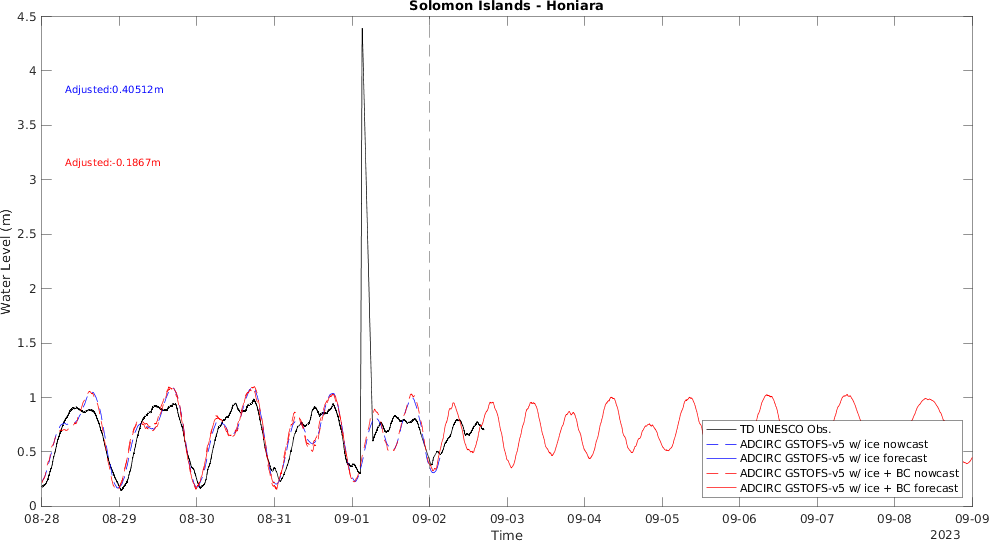 Solomon Islands - Honiara
4.5
4
3.5
3
2.5
2
1.5
1
0.5
0
Water Level (m)
Adjusted:0.40512m
Adjusted:-0.1867m
TD UNESCO Obs.
ADCIRC GSTOFS-v5 w/ ice nowcast
ADCIRC GSTOFS-v5 w/ ice forecast
ADCIRC GSTOFS-v5 w/ ice + BC nowcast
ADCIRC GSTOFS-v5 w/ ice + BC forecast
08-28 08-29 08-30 08-31 09-01 09-02 09-03 09-04 09-05 09-06 09-07 09-08 09-09
Time
2023